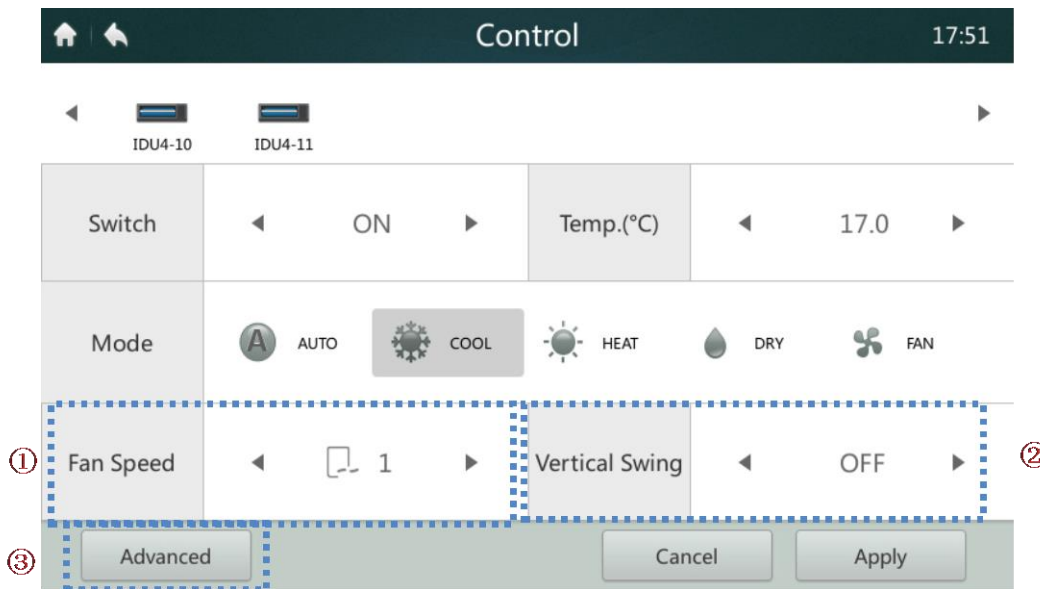 Control 17:51
IDU4-10 IDU4-11
Switch ON Temp.(°C) 17.0
Mode A AUTO COOL HEAT DRY FAN
① Fan Speed 1 Vertical Swing OFF ②
③ Advanced Cancel Apply